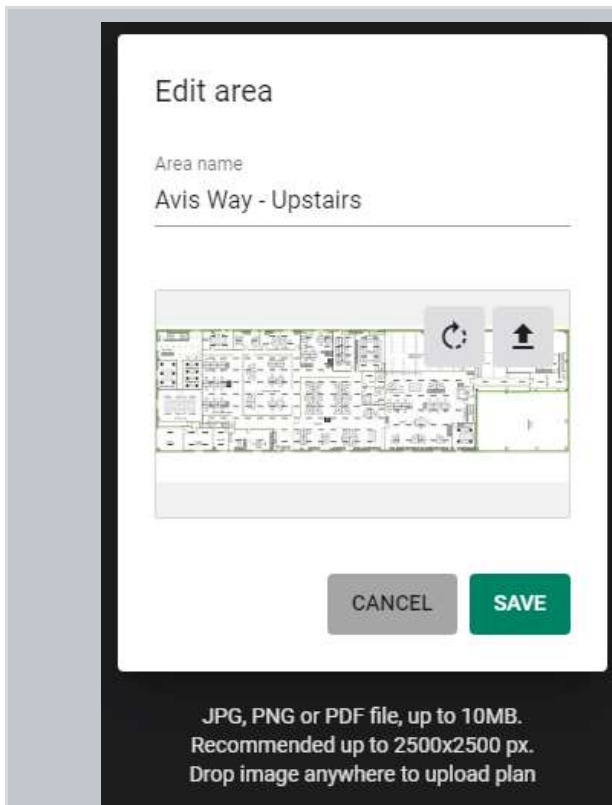 Edit area
Area name
Avis Way - Upstairs
CANCEL
SAVE
JPG, PNG or PDF file, up to 10MB.
Recommended up to 2500x2500 px.
Drop image anywhere to upload plan